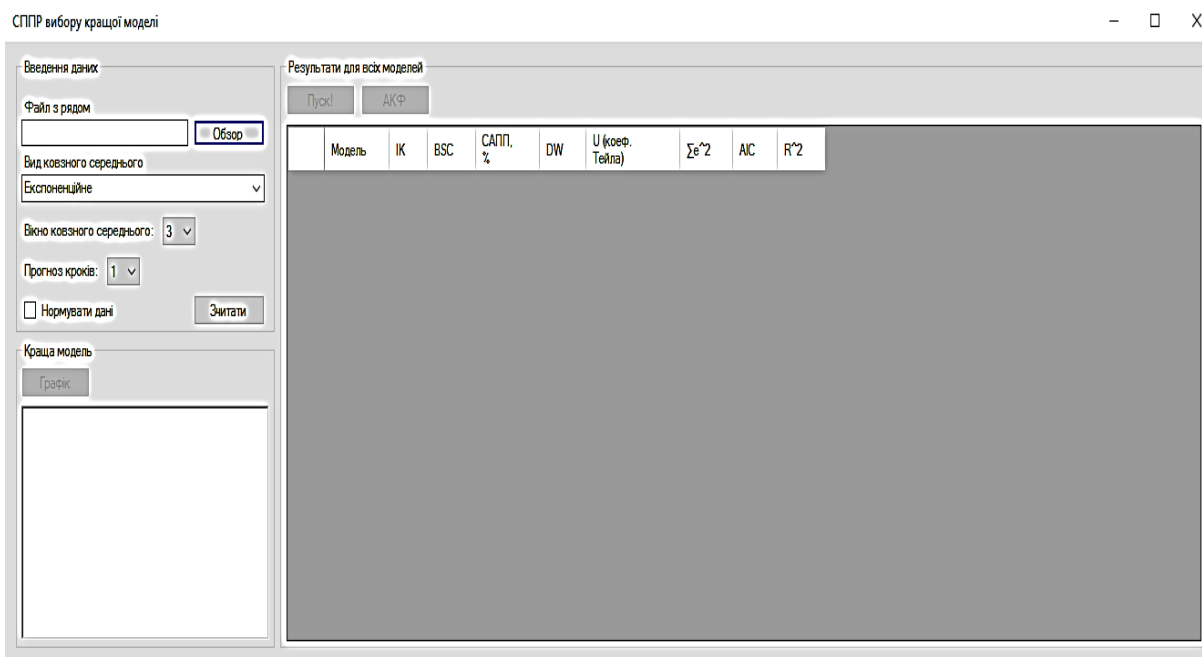 СППР вибору кращої моделі
Введення даних
Файл з рядом
Обзор
Вид ковзного середнього
Експоненційне
Вікно ковзного середнього: 3
Прогноз кроків: 1
Нормувати дані
Зчитати
Краща модель
Графік
Результати для всіх моделей
Пуск! АКФ
Модель ІК BSC САПП, % DW U (коеф. Тейла) ∑e^2 AIC R^2